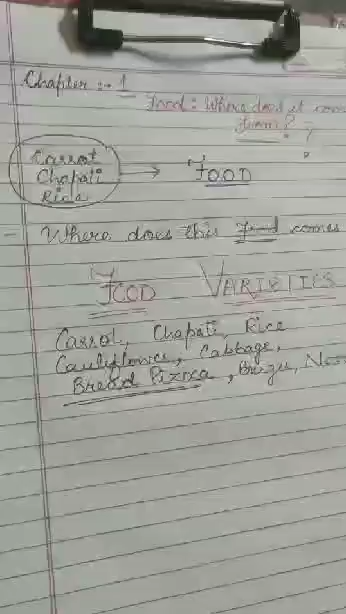 Chapter :- 1
Food : Where does it come
from?
Carrot
Chapati
Rice
FOOD
- Where does this food comes
FOOD VARIETIES
Carrot, Chapati, Rice
Cauliflower, Cabbage,
Bread Pizza,